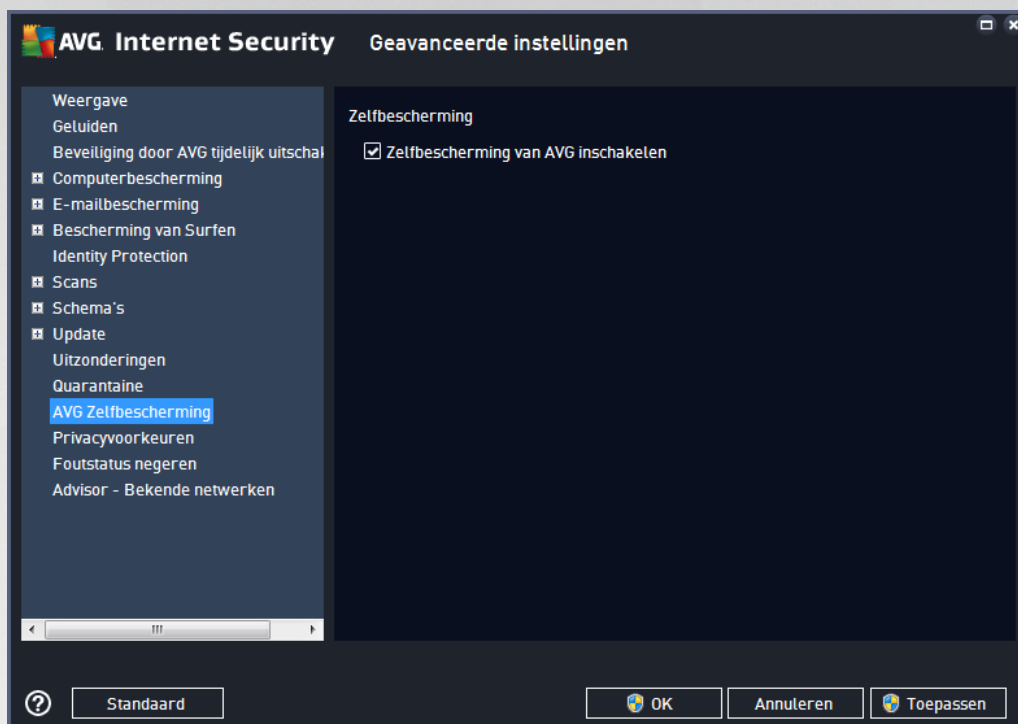 AVG. Internet Security
Geavanceerde instellingen
Weergave
Geluiden
Beveiliging door AVG tijdelijk uitschal
Computerbescherming
E-mailbescherming
Bescherming van Surfen
Identity Protection
Scans
Schema's
Update
Uitzonderingen
Quarantaine
AVG Zelfbescherming
Privacyvoorkeuren
Foutstatus negeren
Advisor - Bekende netwerken
Zelfbescherming
Zelfbescherming van AVG inschakelen
? Standaard OK Annuleren Toepassen